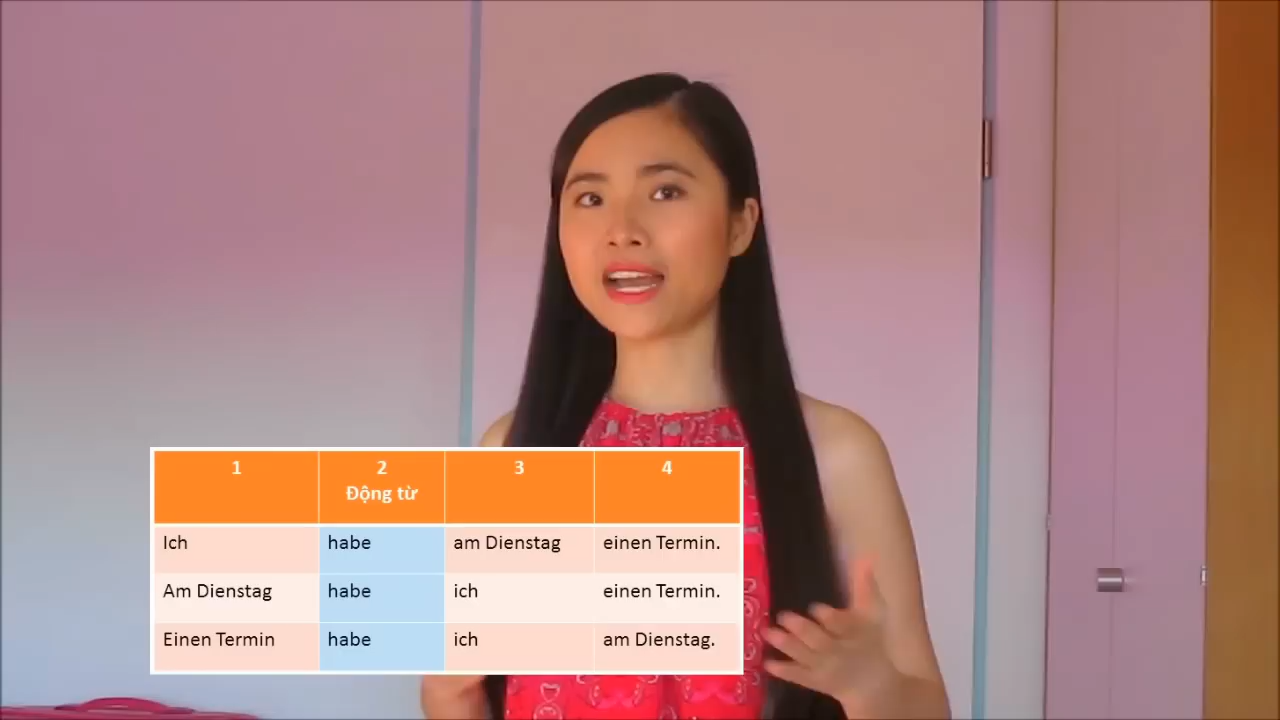 1 2 3 4
Động từ
Ich habe am Dienstag einen Termin.
Am Dienstag habe ich einen Termin.
Einen Termin habe ich am Dienstag.